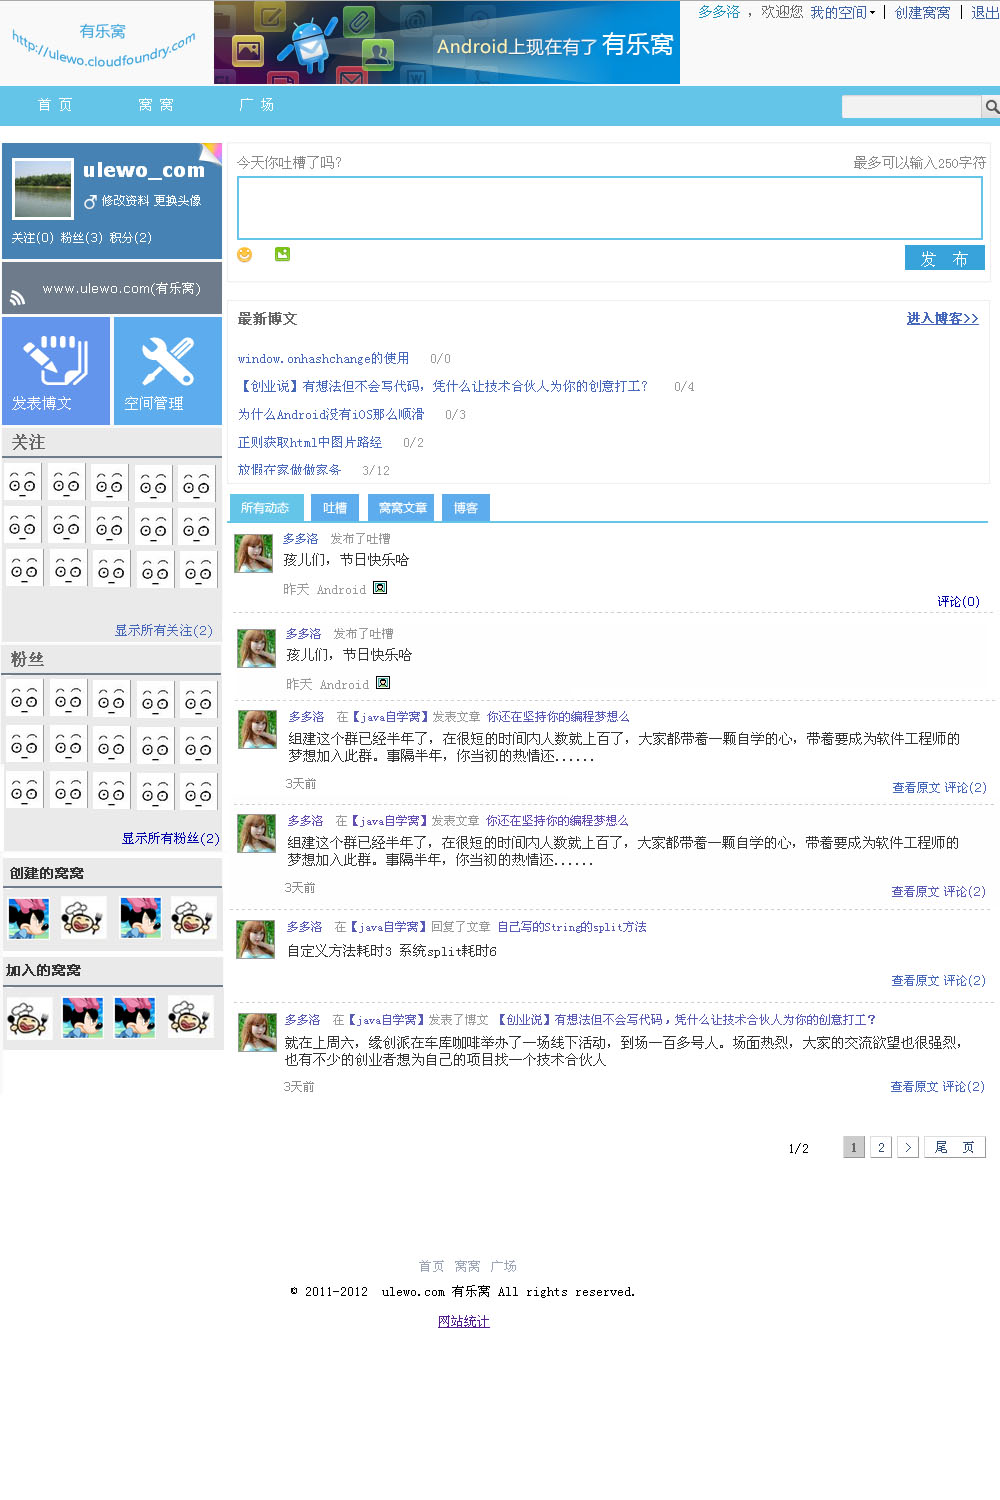 有乐窝
http://ulewo.cloudfoundry.com
Android上现在有了 有乐窝
多多洛 ，欢迎您 我的空间 | 创建窝窝 | 退出
首 页 窝 窝 广 场
ulewo_com
修改资料 更换头像
关注(0) 粉丝(3) 积分(2)
www.ulewo.com(有乐窝)
发表博文 空间管理
关注
显示所有关注(2)
粉丝
显示所有粉丝(2)
创建的窝窝
加入的窝窝
今天你吐槽了吗? 最多可以输入250字符
发 布
最新博文 进入博客>>
window.onhashchange的使用 0/0
【创业说】有想法但不会写代码，凭什么让技术合伙人为你的创意打工？ 0/4
为什么Android没有iOS那么顺滑 0/3
正则获取html中图片路经 0/2
放假在家做做家务 3/12
所有动态 吐槽 窝窝文章 博客
多多洛 发布了吐槽
孩儿们，节日快乐哈
昨天 Android
评论(0)
多多洛 发布了吐槽
孩儿们，节日快乐哈
昨天 Android
多多洛 在【java自学窝】发表文章 你还在坚持你的编程梦想么
组建这个群已经半年了，在很短的时间内人数就上百了，大家都带着一颗自学的心，带着要成为软件工程师的
梦想加入此群。事隔半年，你当初的热情还......
3天前
查看原文 评论(2)
多多洛 在【java自学窝】发表文章 你还在坚持你的编程梦想么
组建这个群已经半年了，在很短的时间内人数就上百了，大家都带着一颗自学的心，带着要成为软件工程师的
梦想加入此群。事隔半年，你当初的热情还......
3天前
查看原文 评论(2)
多多洛 在【java自学窝】回复了文章 自己写的String的split方法
自定义方法耗时3 系统split耗时6
查看原文 评论(2)
多多洛 在【java自学窝】发表了博文 【创业说】有想法但不会写代码，凭什么让技术合伙人为你的创意打工？
就在上周六，缘创派在车库咖啡举办了一场线下活动，到场一百多号人。场面热烈，大家的交流欲望也很强烈，
也有不少的创业者想为自己的项目找一个技术合伙人
3天前
查看原文 评论(2)
1/2 1 2 > 尾 页
首页 窝窝 广场
© 2011-2012 ulewo.com 有乐窝 All rights reserved.
网站统计